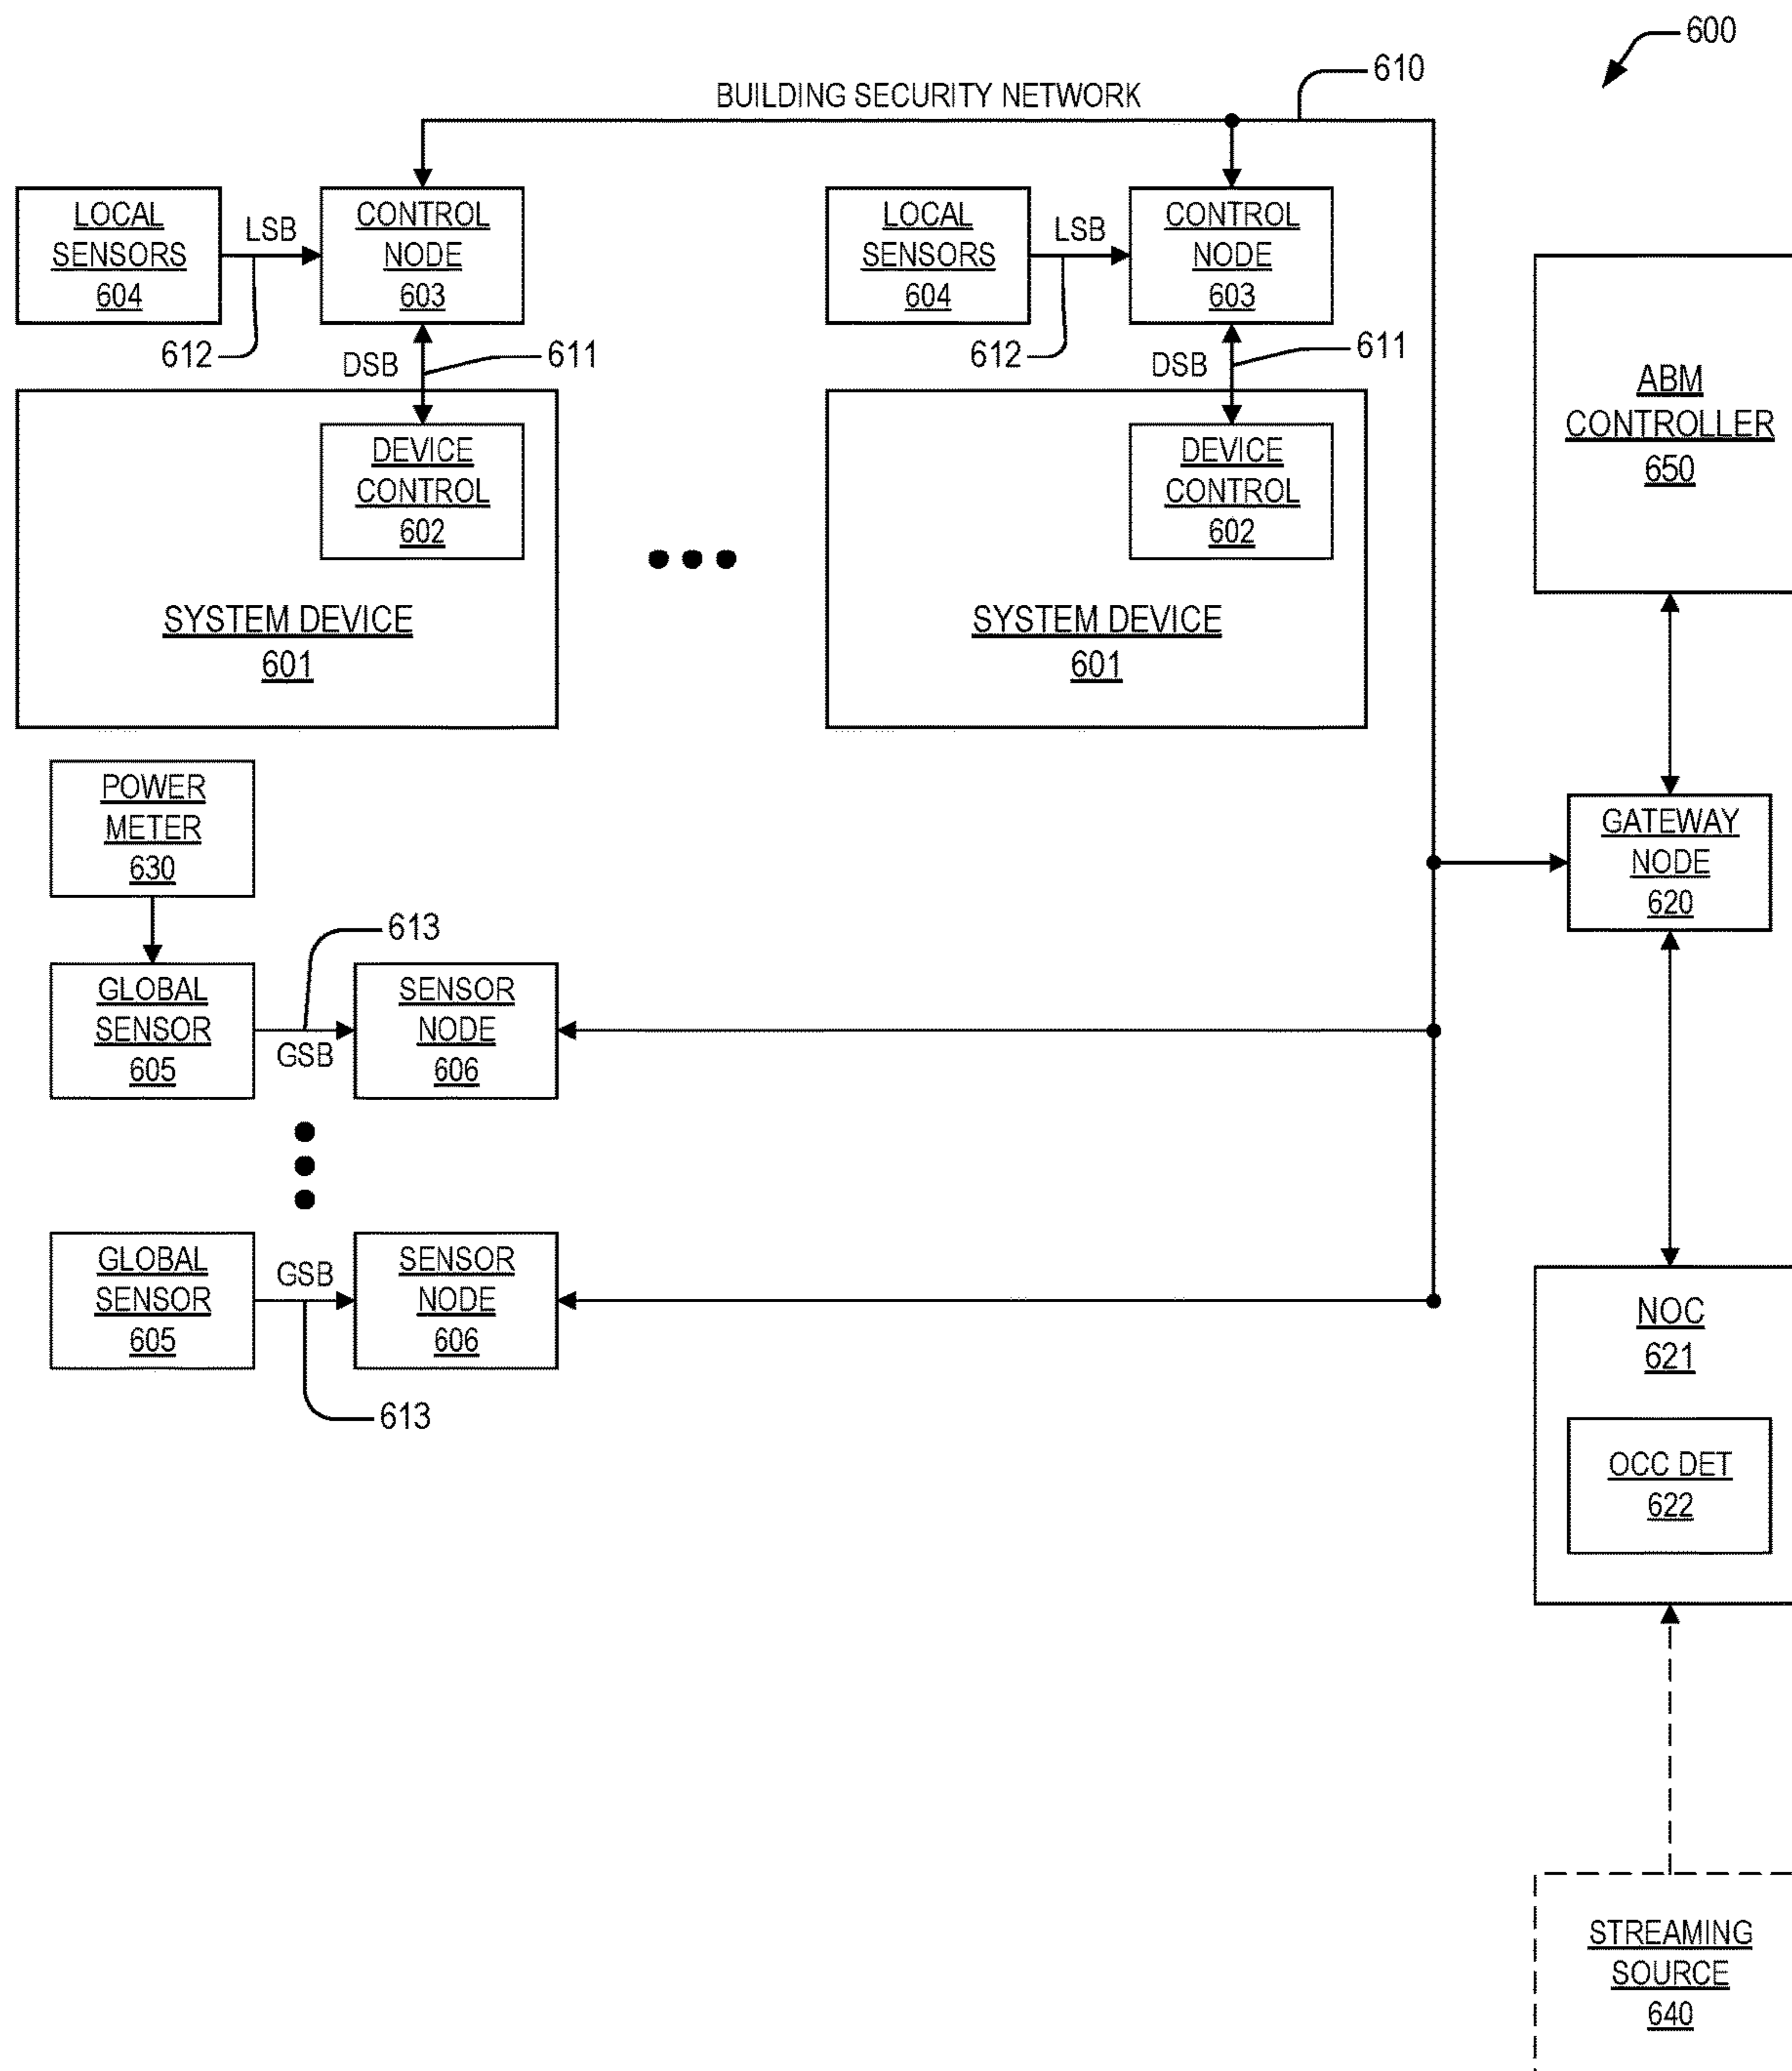 600
610
BUILDING SECURITY NETWORK
LOCAL
SENSORS
604
LSB
612
CONTROL
NODE
603
DSB
611
DEVICE
CONTROL
602
SYSTEM DEVICE
601
LOCAL
SENSORS
604
LSB
612
CONTROL
NODE
603
DSB
611
DEVICE
CONTROL
602
SYSTEM DEVICE
601
ABM
CONTROLLER
650
POWER
METER
630
GATEWAY
NODE
620
613
GLOBAL
SENSOR
605
GSB
SENSOR
NODE
606
GLOBAL
SENSOR
605
GSB
SENSOR
NODE
606
613
NOC
621
OCC DET
622
STREAMING
SOURCE
640